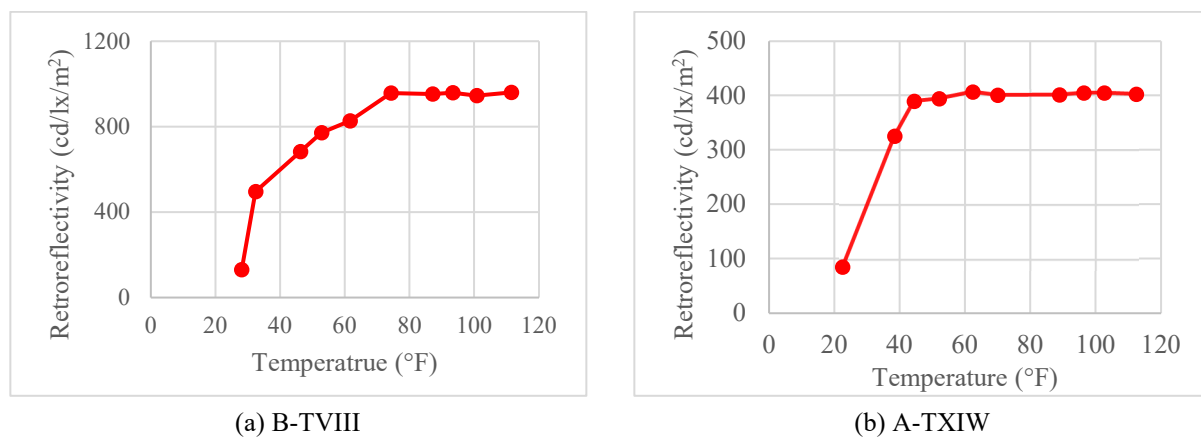 Retroreflectivity (cd/lx/m²)
1200
800
400
0
0 20 40 60 80 100 120
Temperatrue (°F)
(a) B-TVIII
Retroreflectivity (cd/lx/m²)
500
400
300
200
100
0
0 20 40 60 80 100 120
Temperature (°F)
(b) A-TXIW